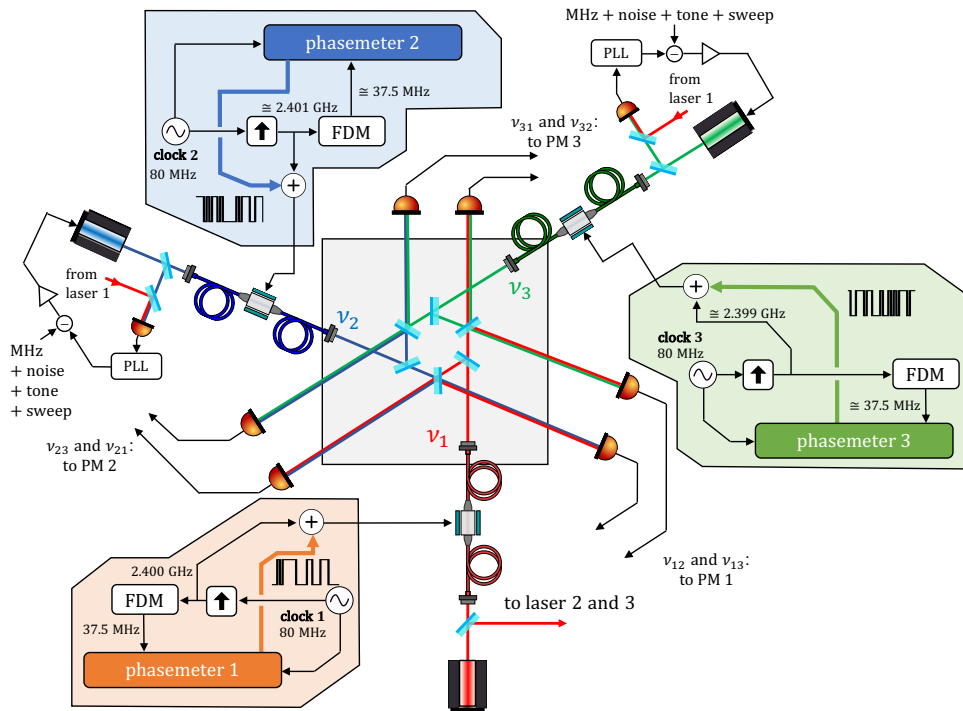 phasemeter 2
≅ 2.401 GHz
≅ 37.5 MHz
FDM
clock 2
80 MHz
+
MHz + noise + tone + sweep
PLL
−
from
laser 1
ν31 and ν32:
to PM 3
from
laser 1
−
PLL
MHz
+ noise
+ tone
+ sweep
ν2
ν3
ν1
+
≅ 2.399 GHz
clock 3
80 MHz
FDM
≅ 37.5 MHz
phasemeter 3
ν23 and ν21:
to PM 2
ν12 and ν13:
to PM 1
+
2.400 GHz
FDM
37.5 MHz
clock 1
80 MHz
phasemeter 1
to laser 2 and 3